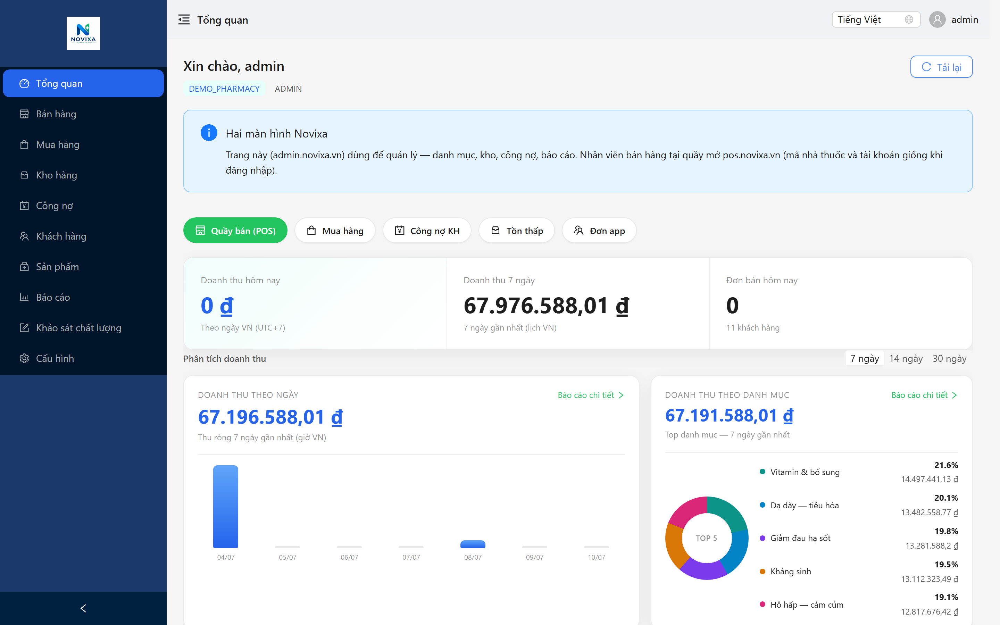 NOVIXA
Tổng quan
Bán hàng
Mua hàng
Kho hàng
Công nợ
Khách hàng
Sản phẩm
Báo cáo
Khảo sát chất lượng
Cấu hình
Tổng quan
Tiếng Việt
admin
Xin chào, admin
Tải lại
DEMO_PHARMACY ADMIN
Hai màn hình Novixa
Trang này (admin.novixa.vn) dùng để quản lý — danh mục, kho, công nợ, báo cáo. Nhân viên bán hàng tại quầy mở pos.novixa.vn (mã nhà thuốc và tài khoản giống khi
đăng nhập).
Quầy bán (POS)
Mua hàng
Công nợ KH
Tồn thấp
Đơn app
Doanh thu hôm nay
0 ₫
Theo ngày VN (UTC+7)
Doanh thu 7 ngày
67.976.588,01 ₫
7 ngày gần nhất (lịch VN)
Đơn bán hôm nay
0
11 khách hàng
Phân tích doanh thu
7 ngày 14 ngày 30 ngày
DOANH THU THEO NGÀY
Báo cáo chi tiết
67.196.588,01 ₫
Thu ròng 7 ngày gần nhất (giờ VN)
04/07 05/07 06/07 07/07 08/07 09/07 10/07
DOANH THU THEO DANH MỤC
Báo cáo chi tiết
67.191.588,01 ₫
Top danh mục — 7 ngày gần nhất
TOP 5
Vitamin & bổ sung
21.6%
14.497.441,13 ₫
Dạ dày — tiêu hóa
20.1%
13.482.558,77 ₫
Giảm đau hạ sốt
19.8%
13.281.588,2 ₫
Kháng sinh
19.5%
13.112.323,49 ₫
Hô hấp — cảm cúm
19.1%
12.817.676,42 ₫